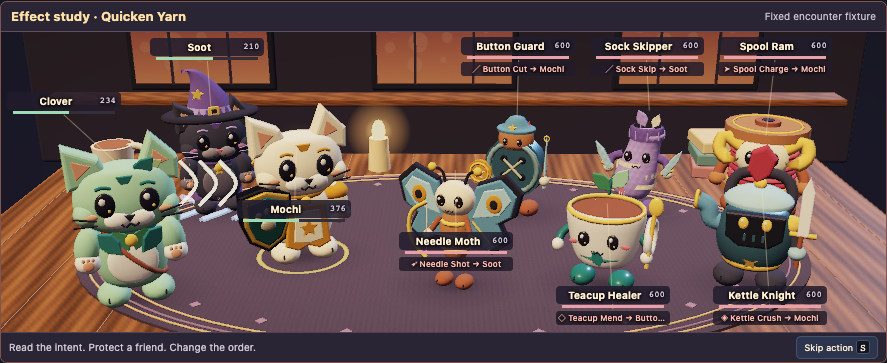 Effect study · Quicken Yarn
Fixed encounter fixture
Soot 210
Button Guard 600
Button Cut → Mochi
Sock Skipper 600
Sock Skip → Soot
Spool Ram 600
Spool Charge → Mochi
Clover 234
Mochi 376
Needle Moth 600
Needle Shot → Soot
Teacup Healer 600
Teacup Mend → Butto...
Kettle Knight 600
Kettle Crush → Mochi
Read the intent. Protect a friend. Change the order.
Skip action S